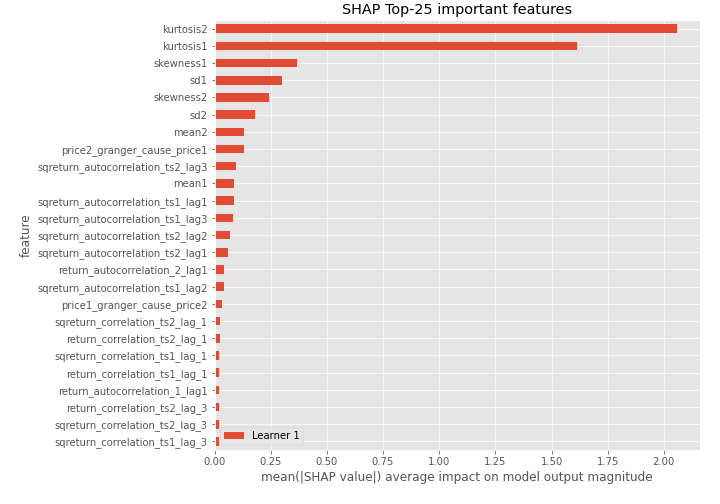 SHAP Top-25 important features
kurtosis2
kurtosis1
skewness1
sd1
skewness2
sd2
mean2
price2_granger_cause_price1
sqreturn_autocorrelation_ts2_lag3
mean1
sqreturn_autocorrelation_ts1_lag1
sqreturn_autocorrelation_ts1_lag3
sqreturn_autocorrelation_ts2_lag2
sqreturn_autocorrelation_ts2_lag1
return_autocorrelation_2_lag1
sqreturn_autocorrelation_ts1_lag2
price1_granger_cause_price2
sqreturn_correlation_ts2_lag_1
return_correlation_ts2_lag_1
sqreturn_correlation_ts1_lag_1
return_correlation_ts1_lag_1
return_autocorrelation_1_lag1
return_correlation_ts2_lag_3
sqreturn_correlation_ts2_lag_3
sqreturn_correlation_ts1_lag_3
feature
Learner 1
0.00 0.25 0.50 0.75 1.00 1.25 1.50 1.75 2.00
mean(|SHAP value|) average impact on model output magnitude